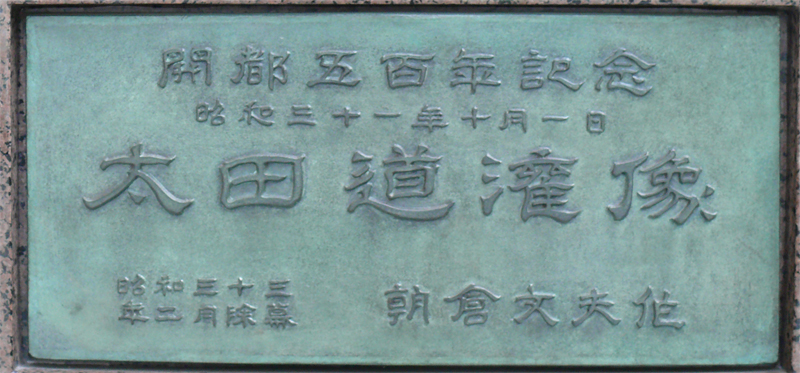 開都五百年記念
昭和三十一年十月一日
太田道灌像
昭和三十三
年二月除幕
朝倉文夫作